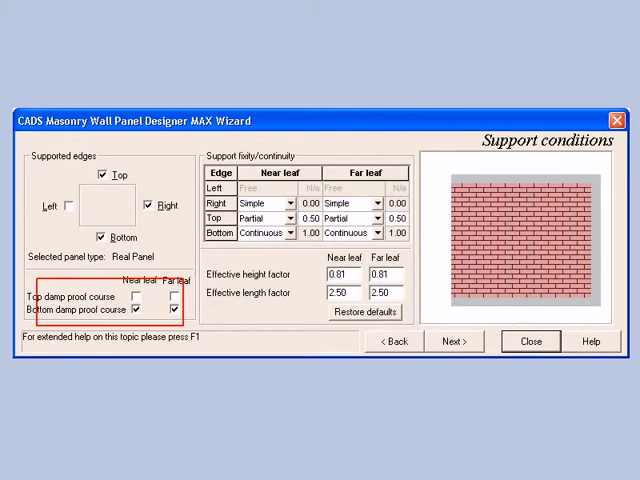 CADS Masonry Wall Panel Designer MAX Wizard
Support conditions
Supported edges
Top
Left
Right
Bottom
Selected panel type: Real Panel
Near leaf Far leaf
Top damp proof course
Bottom damp proof course
Support fixity/continuity
Edge Near leaf Far leaf
Left Free N/a Free N/a
Right Simple 0.00 Simple 0.00
Top Partial 0.50 Partial 0.50
Bottom Continuous 1.00 Continuous 1.00
Near leaf Far leaf
Effective height factor 0.81 0.81
Effective length factor 2.50 2.50
Restore defaults
For extended help on this topic please press F1
< Back Next > Close Help